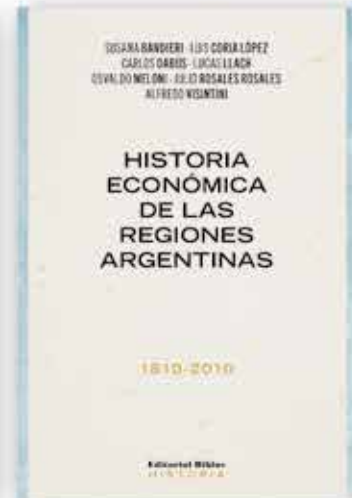 SUSANA BANDIERI · LUIS CORIA LÓPEZ
CARLOS DABÚS · LUCAS LLACH
OSVALDO MELONI · JULIO ROSALES ROSALES
ALFREDO VISINTINI
HISTORIA
ECONÓMICA
DE LAS
REGIONES
ARGENTINAS
1810-2010
Editorial Biblos
HISTORIA